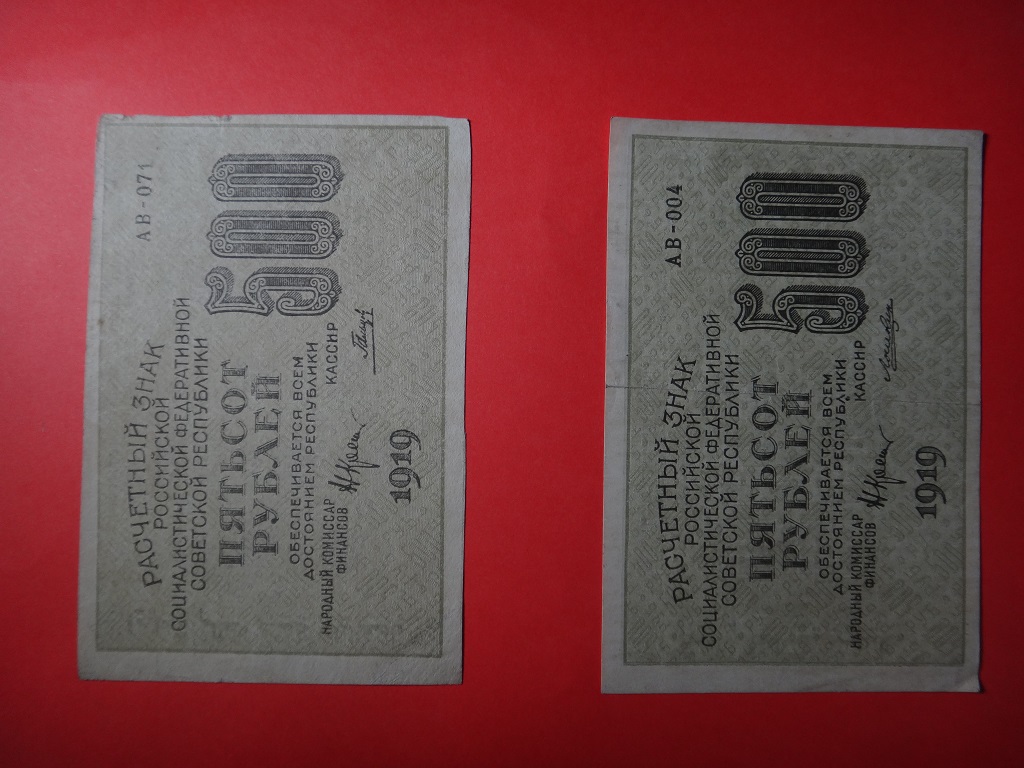 РАСЧЕТНЫЙ ЗНАК
РОССИЙСКОЙ
СОЦИАЛИСТИЧЕСКОЙ ФЕДЕРАТИВНОЙ
СОВЕТСКОЙ РЕСПУБЛИКИ
АВ-071
ПЯТЬСОТ
РУБЛЕЙ
500
ОБЕСПЕЧИВАЕТСЯ ВСЕМ
ДОСТОЯНИЕМ РЕСПУБЛИКИ
НАРОДНЫЙ КОМИССАР
ФИНАНСОВ
КАССИР
1919
РАСЧЕТНЫЙ ЗНАК
РОССИЙСКОЙ
СОЦИАЛИСТИЧЕСКОЙ ФЕДЕРАТИВНОЙ
СОВЕТСКОЙ РЕСПУБЛИКИ
АВ-004
ПЯТЬСОТ
РУБЛЕЙ
500
ОБЕСПЕЧИВАЕТСЯ ВСЕМ
ДОСТОЯНИЕМ РЕСПУБЛИКИ
НАРОДНЫЙ КОМИССАР
ФИНАНСОВ
КАССИР
1919